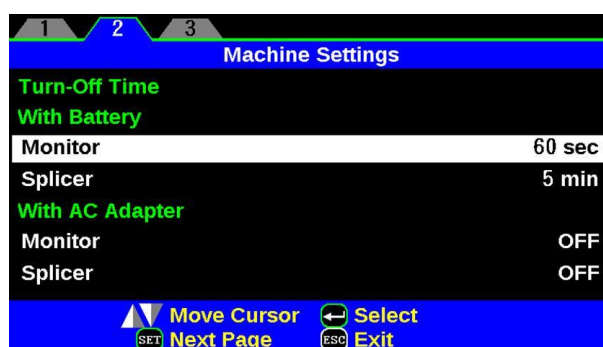 1 2 3
Machine Settings
Turn-Off Time
With Battery
Monitor 60 sec
Splicer 5 min
With AC Adapter
Monitor OFF
Splicer OFF
Move Cursor Select
SET Next Page ESC Exit